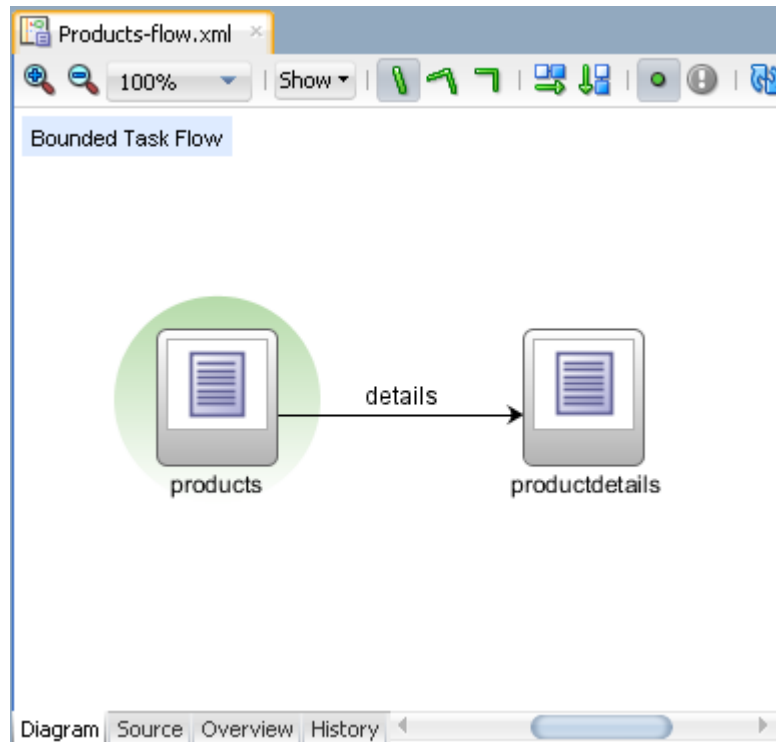 Products-flow.xml
100% Show
Bounded Task Flow
details
products productdetails
Diagram Source Overview History